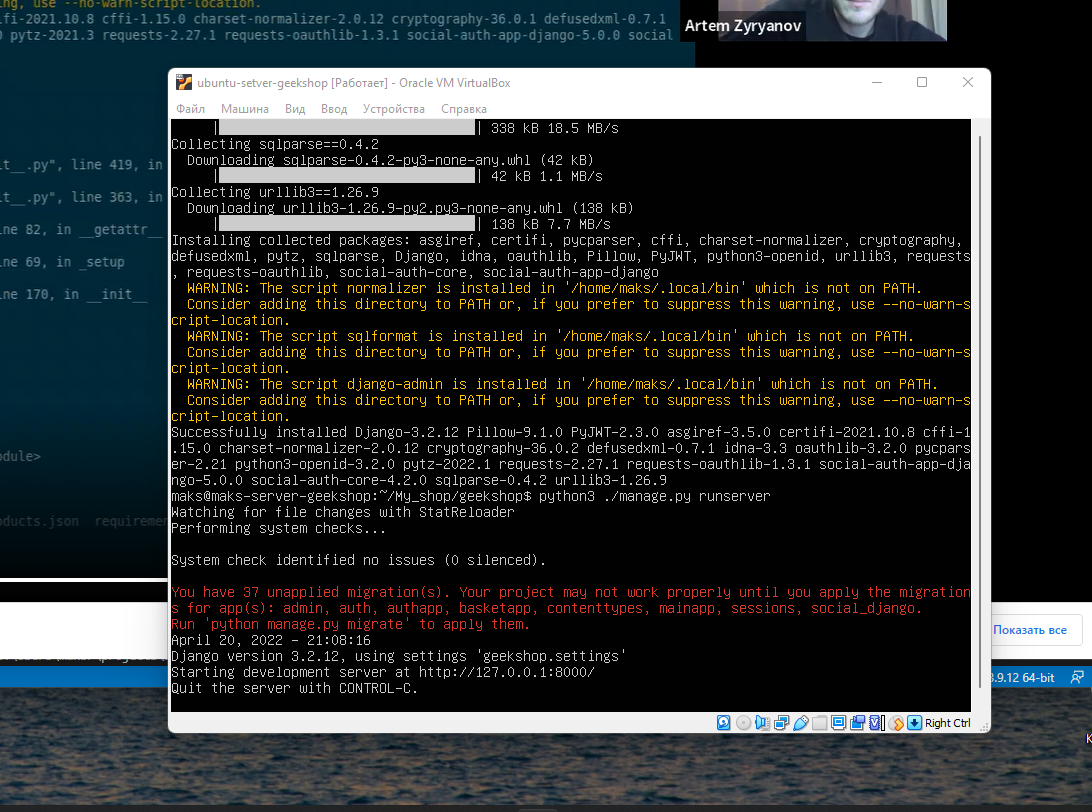 ng, use --no-warn-script-location.
ifi-2021.10.8 cffi-1.15.0 charset-normalizer-2.0.12 cryptography-36.0.1 defusedxml-0.7.1
0 pytz-2021.3 requests-2.27.1 requests-oauthlib-1.3.1 social-auth-app-django-5.0.0 social
Artem Zyryanov
ubuntu-setver-geekshop [Работает] - Oracle VM VirtualBox
Файл Машина Вид Ввод Устройства Справка
| | 338 kB 18.5 MB/s
Collecting sqlparse==0.4.2
Downloading sqlparse-0.4.2-py3-none-any.whl (42 kB)
| | 42 kB 1.1 MB/s
Collecting urllib3==1.26.9
Downloading urllib3-1.26.9-py2.py3-none-any.whl (138 kB)
| | 138 kB 7.7 MB/s
Installing collected packages: asgiref, certifi, pycparser, cffi, charset-normalizer, cryptography,
defusedxml, pytz, sqlparse, Django, idna, oauthlib, Pillow, PyJWT, python3-openid, urllib3, requests
, requests-oauthlib, social-auth-core, social-auth-app-django
WARNING: The script normalizer is installed in '/home/maks/.local/bin' which is not on PATH.
Consider adding this directory to PATH or, if you prefer to suppress this warning, use --no-warn-s
cript-location.
WARNING: The script sqlformat is installed in '/home/maks/.local/bin' which is not on PATH.
Consider adding this directory to PATH or, if you prefer to suppress this warning, use --no-warn-s
cript-location.
WARNING: The script django-admin is installed in '/home/maks/.local/bin' which is not on PATH.
Consider adding this directory to PATH or, if you prefer to suppress this warning, use --no-warn-s
cript-location.
Successfully installed Django-3.2.12 Pillow-9.1.0 PyJWT-2.3.0 asgiref-3.5.0 certifi-2021.10.8 cffi-1
.15.0 charset-normalizer-2.0.12 cryptography-36.0.2 defusedxml-0.7.1 idna-3.3 oauthlib-3.2.0 pycpars
er-2.21 python3-openid-3.2.0 pytz-2022.1 requests-2.27.1 requests-oauthlib-1.3.1 social-auth-app-dja
ngo-5.0.0 social-auth-core-4.2.0 sqlparse-0.4.2 urllib3-1.26.9
maks@maks-server-geekshop:~/My_shop/geekshop$ python3 ./manage.py runserver
Watching for file changes with StatReloader
Performing system checks...
System check identified no issues (0 silenced).
You have 37 unapplied migration(s). Your project may not work properly until you apply the migration
s for app(s): admin, auth, authapp, basketapp, contenttypes, mainapp, sessions, social_django.
Run 'python manage.py migrate' to apply them.
April 20, 2022 - 21:08:16
Django version 3.2.12, using settings 'geekshop.settings'
Starting development server at http://127.0.0.1:8000/
Quit the server with CONTROL-C.
Right Ctrl
it__.py", line 419, in
it__.py", line 363, in
ine 82, in __getattr__
ine 69, in _setup
ine 170, in __init__
odule>
oducts.json requiremen
Показать все
3.9.12 64-bit